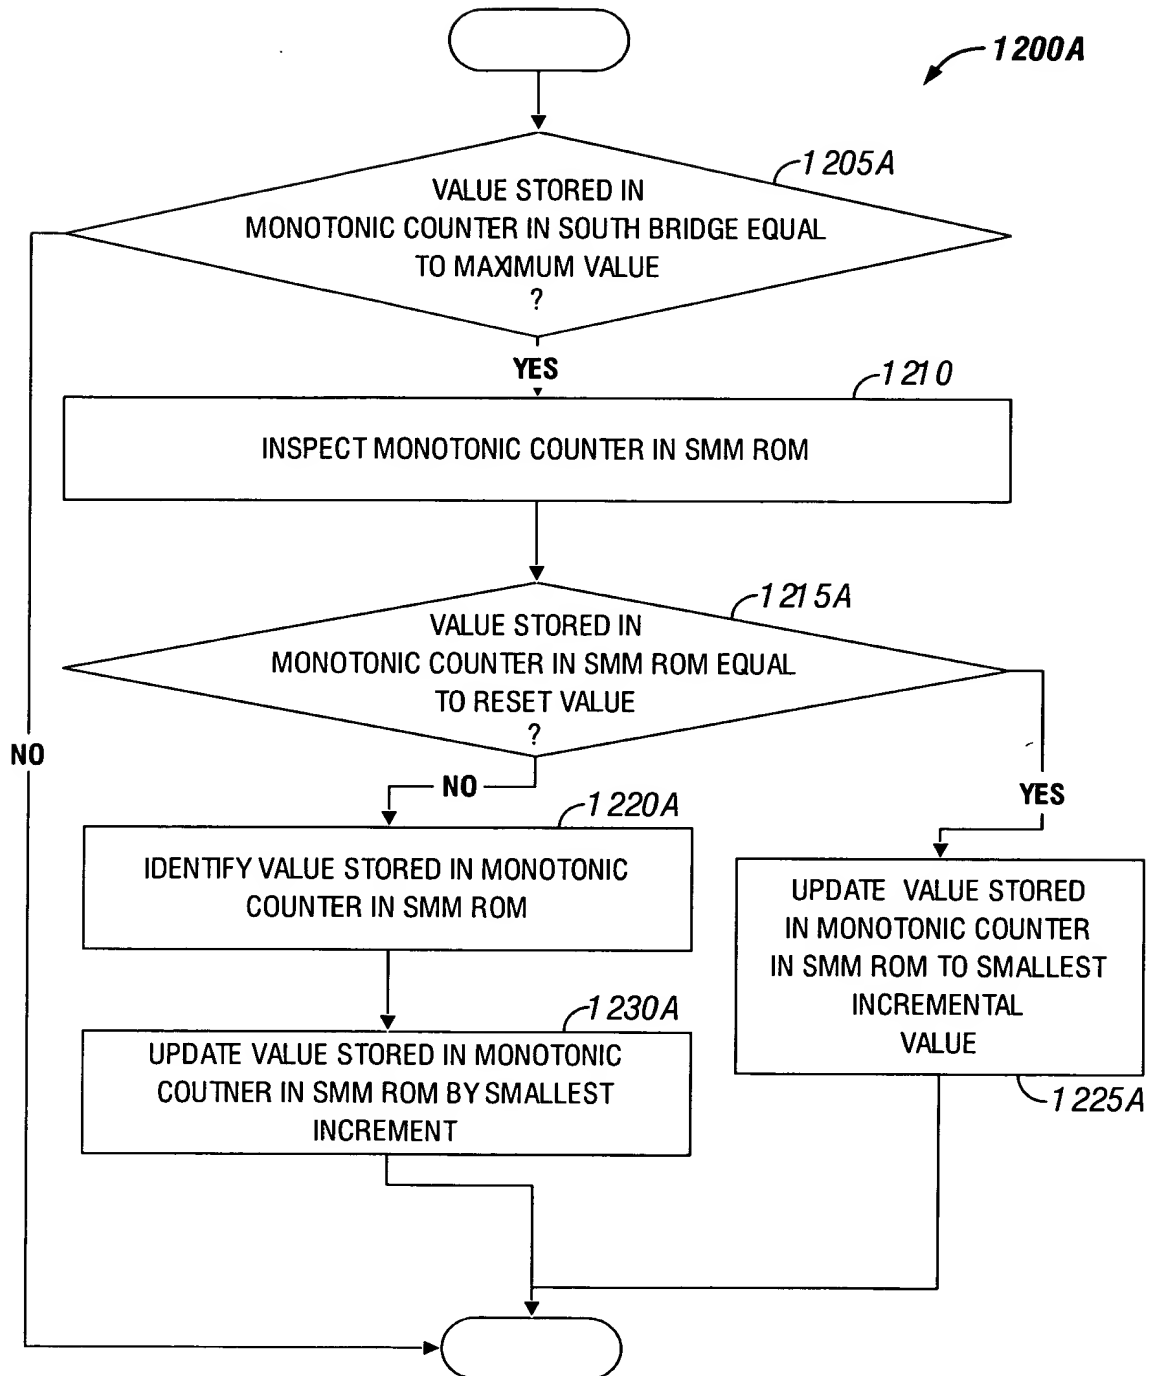 1200A
1205A
VALUE STORED IN
MONOTONIC COUNTER IN SOUTH BRIDGE EQUAL
TO MAXIMUM VALUE
?
YES
1210
INSPECT MONOTONIC COUNTER IN SMM ROM
1215A
VALUE STORED IN
MONOTONIC COUNTER IN SMM ROM EQUAL
TO RESET VALUE
?
NO
NO
YES
1220A
IDENTIFY VALUE STORED IN MONOTONIC
COUNTER IN SMM ROM
UPDATE VALUE STORED
IN MONOTONIC COUNTER
IN SMM ROM TO SMALLEST
INCREMENTAL
VALUE
1225A
1230A
UPDATE VALUE STORED IN MONOTONIC
COUTNER IN SMM ROM BY SMALLEST
INCREMENT